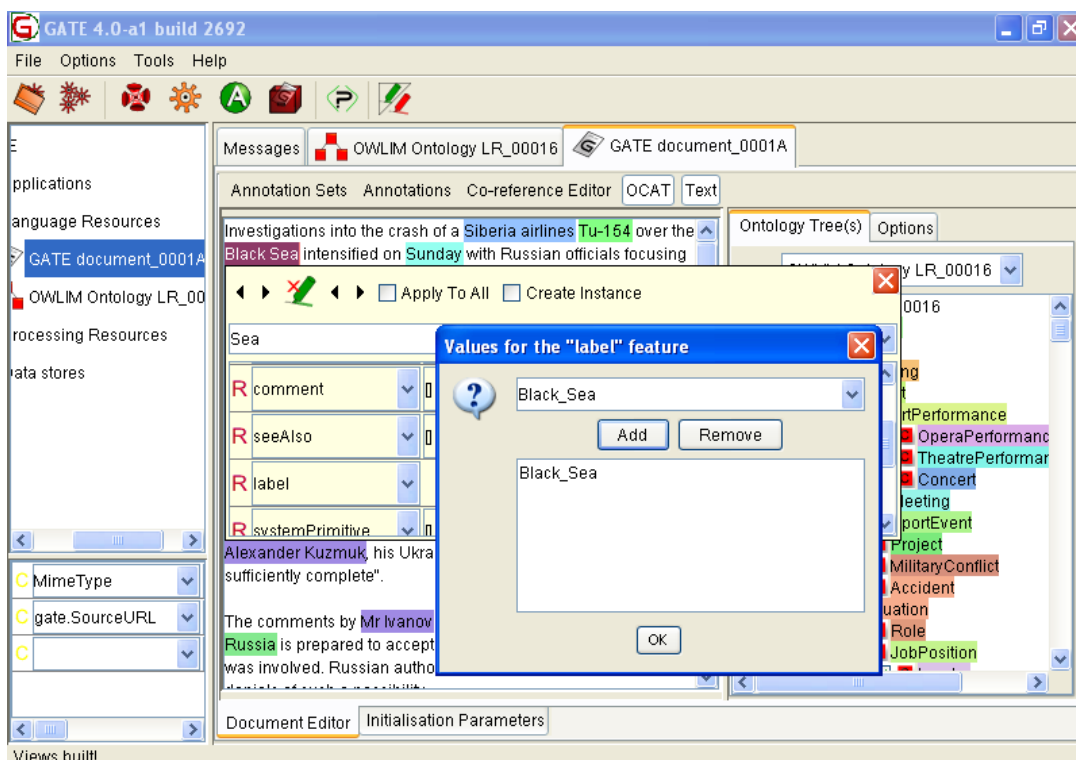 GATE 4.0-a1 build 2692
File Options Tools Help
E
pplications
anguage Resources
GATE document_0001A
OWLIM Ontology LR_00
rocessing Resources
ata stores
MimeType
gate.SourceURL
Messages OWLIM Ontology LR_00016 GATE document_0001A
Annotation Sets Annotations Co-reference Editor OCAT Text
Investigations into the crash of a Siberia airlines Tu-154 over the
Black Sea intensified on Sunday with Russian officials focusing
Apply To All Create Instance
Sea
R comment []
R seeAlso []
R label
R systemPrimitive []
Values for the "label" feature
Black_Sea
Add Remove
Black_Sea
OK
Alexander Kuzmuk, his Ukra
sufficiently complete".
The comments by Mr Ivanov
Russia is prepared to accept
was involved. Russian autho
Ontology Tree(s) Options
y LR_00016
0016
ng
t
rtPerformance
OperaPerformanc
TheatrePerformar
Concert
Meeting
portEvent
Project
MilitaryConflict
Accident
uation
Role
JobPosition
Document Editor Initialisation Parameters
Views built!